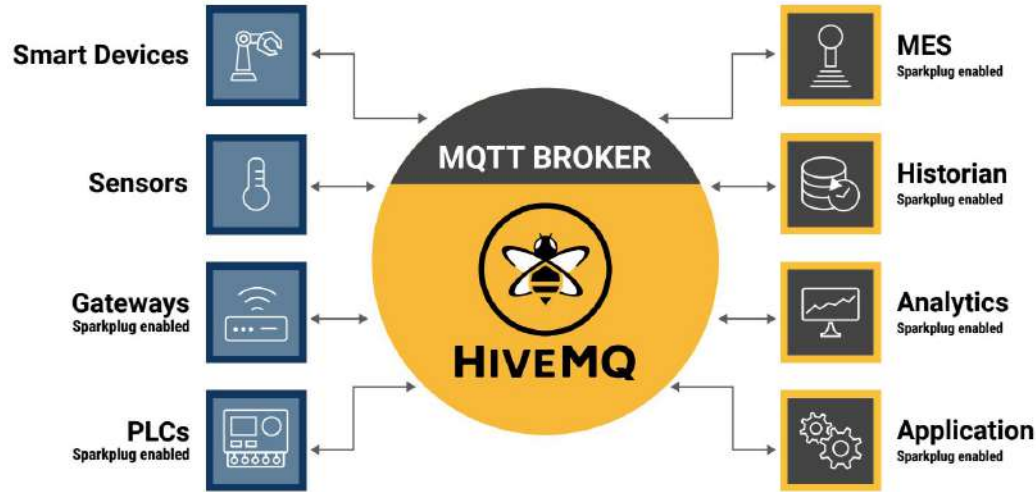 Smart Devices
Sensors
Gateways
Sparkplug enabled
PLCs
Sparkplug enabled
MQTT BROKER
HIVEMQ
MES
Sparkplug enabled
Historian
Sparkplug enabled
Analytics
Sparkplug enabled
Application
Sparkplug enabled